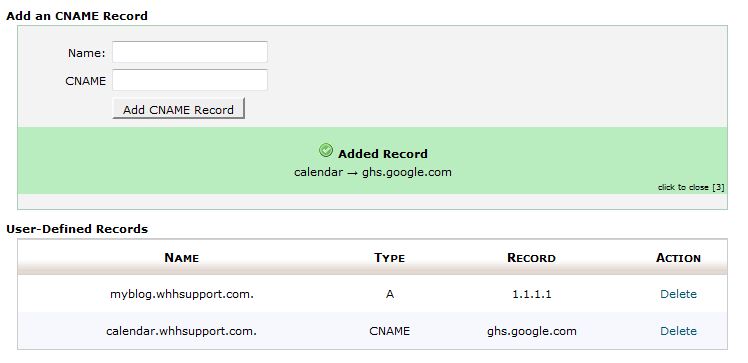 Add an CNAME Record
Name:
CNAME
Add CNAME Record
Added Record
calendar → ghs.google.com
click to close [3]
User-Defined Records
NAME TYPE RECORD ACTION
myblog.whhsupport.com. A 1.1.1.1 Delete
calendar.whhsupport.com. CNAME ghs.google.com Delete